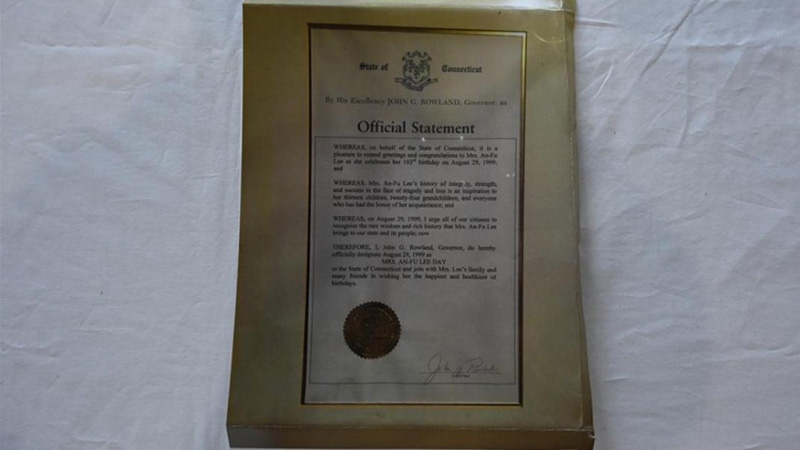 State of Connecticut
By His Excellency JOHN G. ROWLAND, Governor: an
Official Statement
WHEREAS, on behalf of the State of Connecticut, it is a
pleasure to extend greetings and congratulations to Mrs. An-Fu
Lee as she celebrates her 103rd birthday on August 29, 1999;
and
WHEREAS, Mrs. An-Fu Lee's history of integ ty, strength,
and success in the face of tragedy and loss is an inspiration to
her thirteen children, twenty-four grandchildren, and everyone
who has had the honor of her acquaintance; and
WHEREAS, on August 29, 1999, I urge all of our citizens to
recognize the rare wisdom and rich history that Mrs. An-Fu Lee
brings to our state and its people; now
THEREFORE, I, John G. Rowland, Governor, do hereby
officially designate August 29, 1999 as
MRS. AN-FU LEE DAY
in the State of Connecticut and join with Mrs. Lee's family and
many friends in wishing her the happiest and healthiest of
birthdays.
John G Rowland
Governor